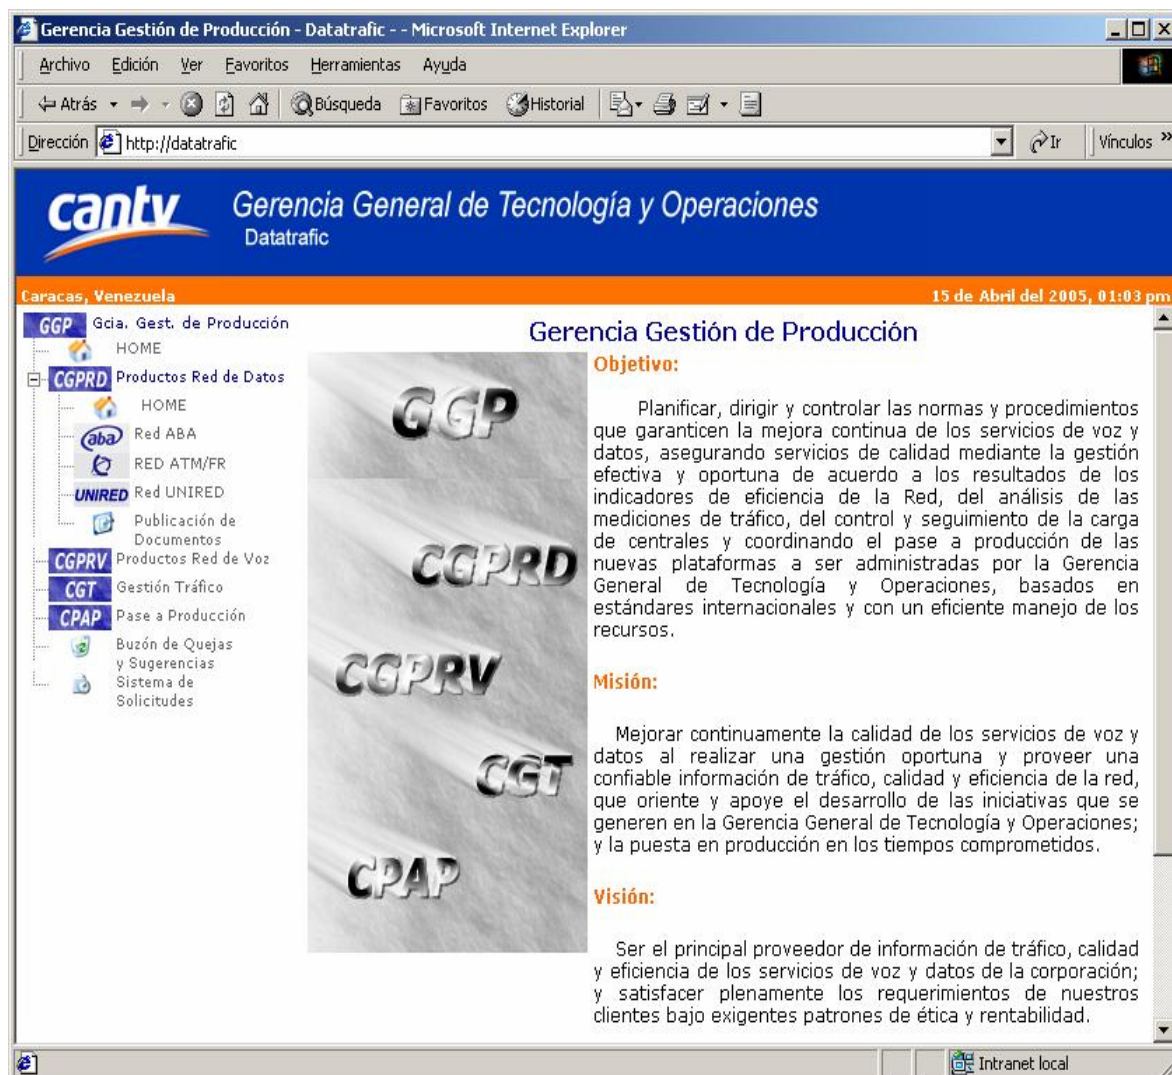 Gerencia Gestión de Producción - Datatrafic - - Microsoft Internet Explorer
Archivo Edición Ver Favoritos Herramientas Ayuda
Atrás Búsqueda Favoritos Historial
Dirección http://datatrafic Ir Vínculos »
cantv Gerencia General de Tecnología y Operaciones
Datatrafic
Caracas, Venezuela 15 de Abril del 2005, 01:03 pm
GGP Gcia. Gest. de Producción
HOME
CGPRD Productos Red de Datos
HOME
aba Red ABA
RED ATM/FR
UNIRED Red UNIRED
Publicación de
Documentos
CGPRV Productos Red de Voz
CGT Gestión Tráfico
CPAP Pase a Producción
Buzón de Quejas
y Sugerencias
Sistema de
Solicitudes
GGP
CGPRD
CGPRV
CGT
CPAP
Gerencia Gestión de Producción
Objetivo:
Planificar, dirigir y controlar las normas y procedimientos
que garanticen la mejora continua de los servicios de voz y
datos, asegurando servicios de calidad mediante la gestión
efectiva y oportuna de acuerdo a los resultados de los
indicadores de eficiencia de la Red, del análisis de las
mediciones de tráfico, del control y seguimiento de la carga
de centrales y coordinando el pase a producción de las
nuevas plataformas a ser administradas por la Gerencia
General de Tecnología y Operaciones, basados en
estándares internacionales y con un eficiente manejo de los
recursos.
Misión:
Mejorar continuamente la calidad de los servicios de voz y
datos al realizar una gestión oportuna y proveer una
confiable información de tráfico, calidad y eficiencia de la red,
que oriente y apoye el desarrollo de las iniciativas que se
generen en la Gerencia General de Tecnología y Operaciones;
y la puesta en producción en los tiempos comprometidos.
Visión:
Ser el principal proveedor de información de tráfico, calidad
y eficiencia de los servicios de voz y datos de la corporación;
y satisfacer plenamente los requerimientos de nuestros
clientes bajo exigentes patrones de ética y rentabilidad.
Intranet local